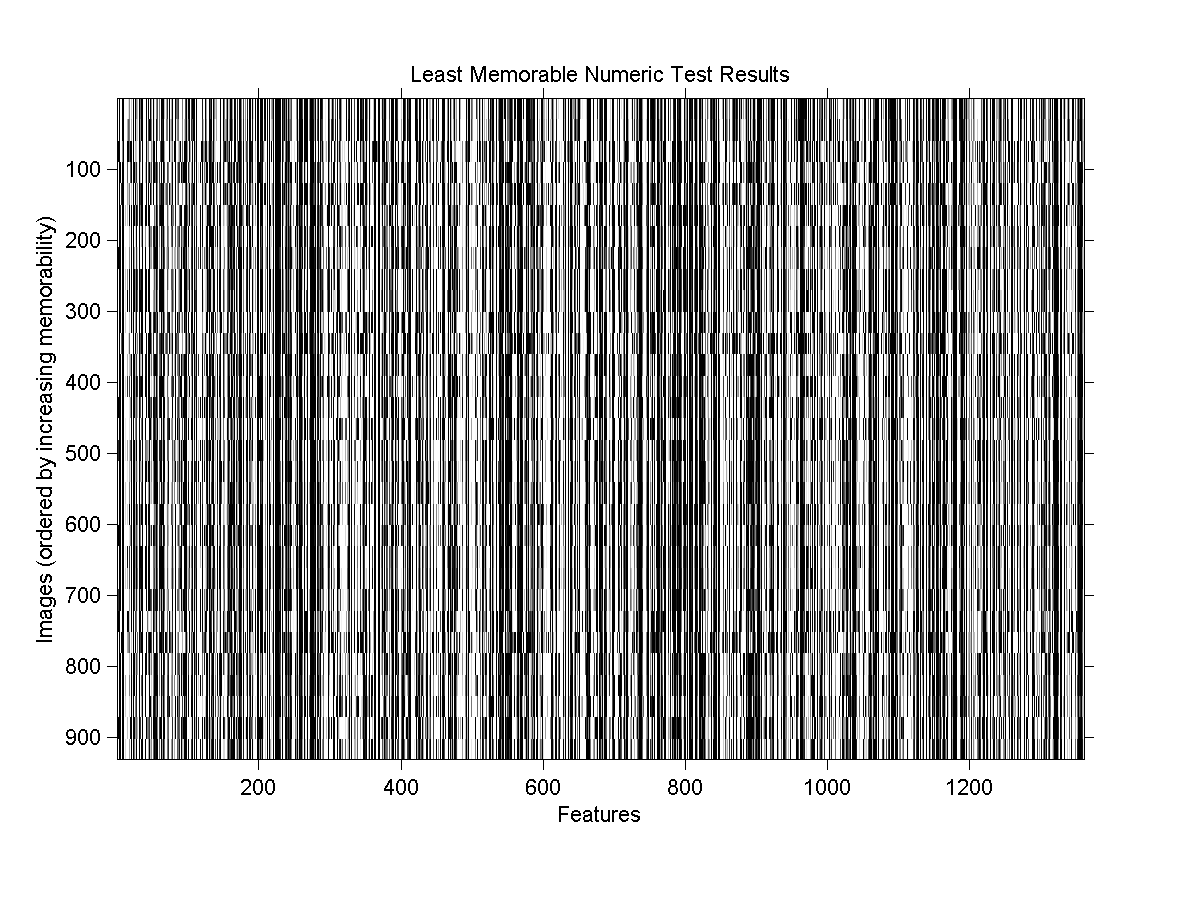 Least Memorable Numeric Test Results
Images (ordered by increasing memorability)
100
200
300
400
500
600
700
800
900
200 400 600 800 1000 1200
Features